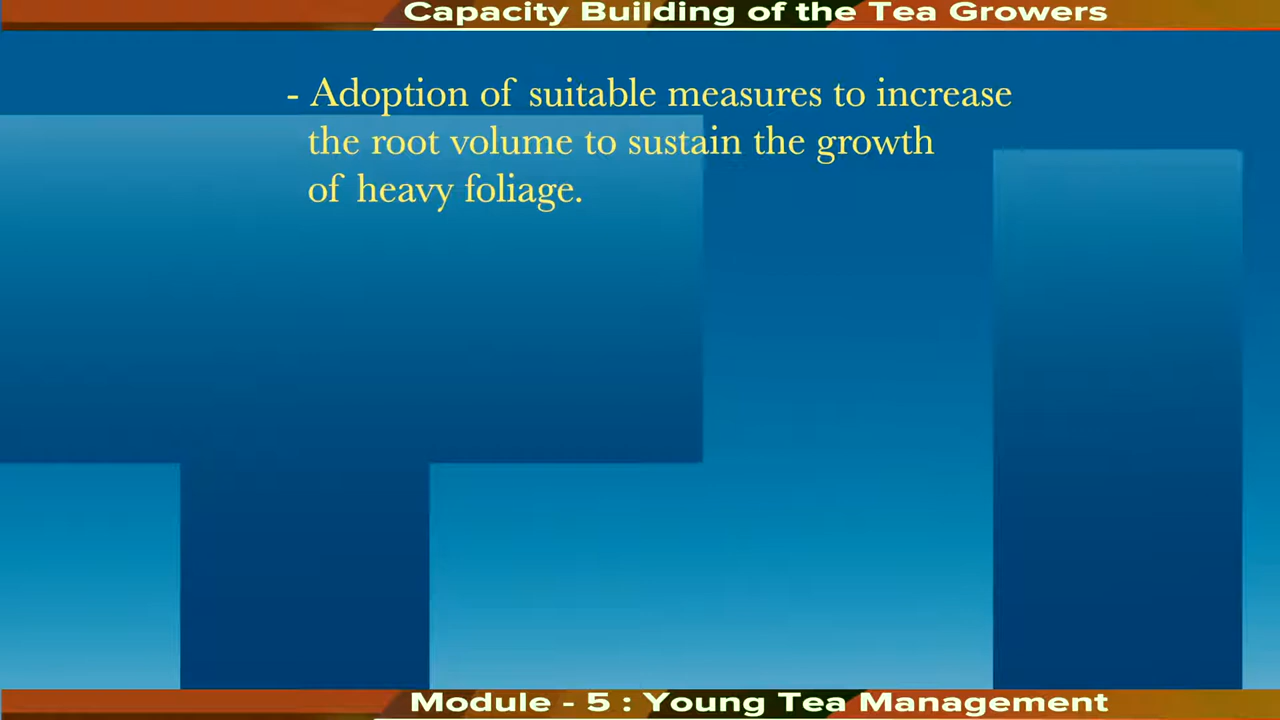 Capacity Building of the Tea Growers
- Adoption of suitable measures to increase
the root volume to sustain the growth
of heavy foliage.
Module - 5 : Young Tea Management